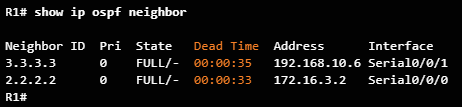 R1# show ip ospf neighbor
Neighbor ID Pri State Dead Time Address Interface
3.3.3.3 0 FULL/- 00:00:35 192.168.10.6 Serial0/0/1
2.2.2.2 0 FULL/- 00:00:33 172.16.3.2 Serial0/0/0
R1#